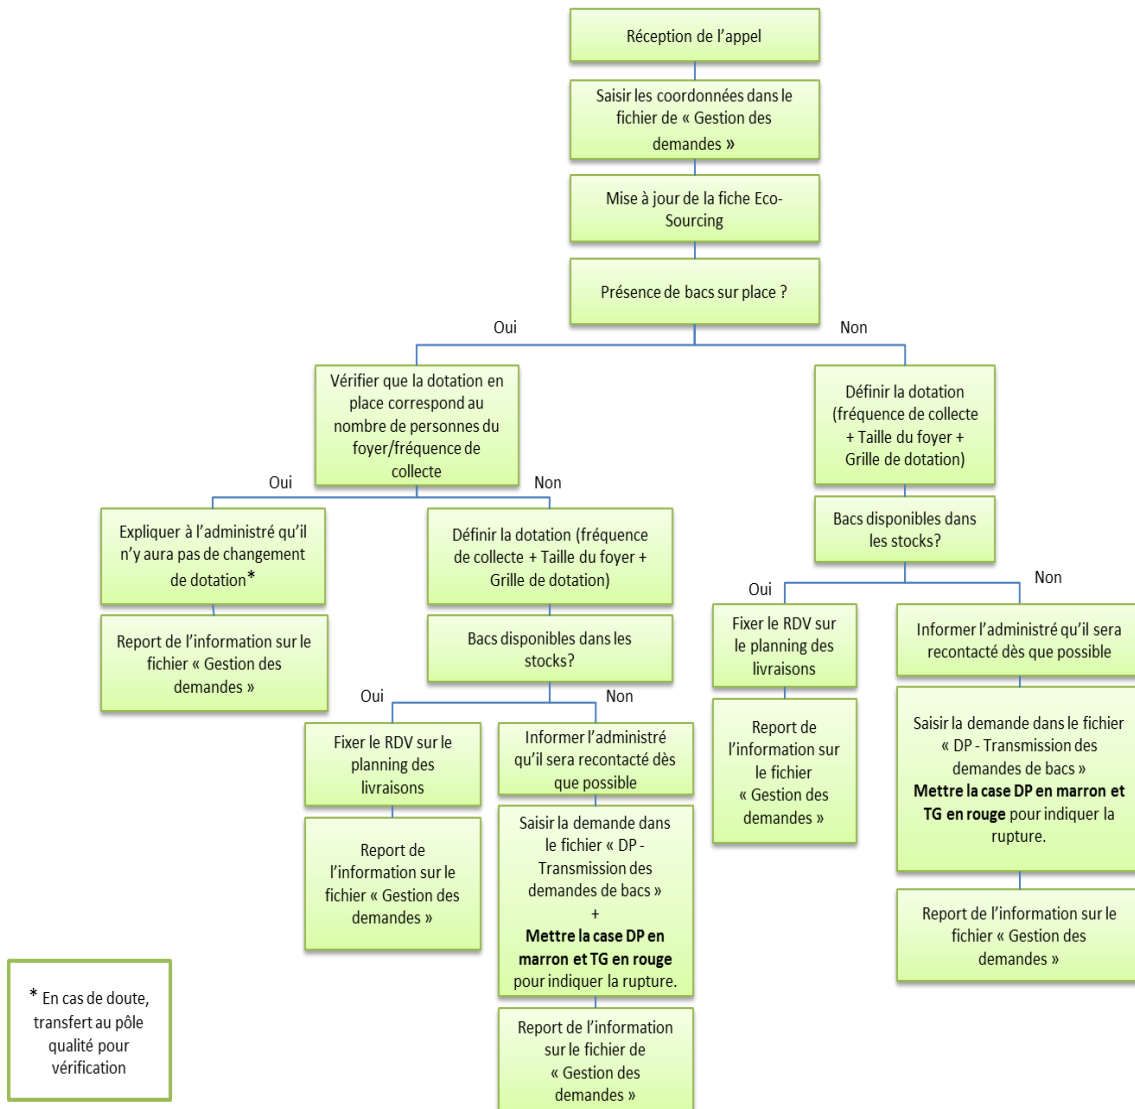 Réception de l'appel
Saisir les coordonnées dans le
fichier de « Gestion des
demandes »
Mise à jour de la fiche Eco-
Sourcing
Présence de bacs sur place ?
Oui
Non
Vérifier que la dotation en
place correspond au
nombre de personnes du
foyer/fréquence de
collecte
Définir la dotation
(fréquence de collecte
+ Taille du foyer +
Grille de dotation)
Oui
Non
Expliquer à l'administré qu'il
n'y aura pas de changement
de dotation*
Définir la dotation (fréquence
de collecte + Taille du foyer +
Grille de dotation)
Bacs disponibles dans
les stocks?
Oui
Non
Report de l'information sur le
fichier « Gestion des
demandes »
Bacs disponibles dans les
stocks?
Fixer le RDV sur
le planning des
livraisons
Informer l'administré qu'il sera
recontacté dès que possible
Oui
Non
Fixer le RDV sur le
planning des
livraisons
Informer l'administré
qu'il sera recontacté dès
que possible
Report de
l'information sur
le fichier
« Gestion des
demandes »
Saisir la demande dans le fichier
« DP - Transmission des
demandes de bacs »
Mettre la case DP en marron et
TG en rouge pour indiquer la
rupture.
Report de
l'information sur le
fichier « Gestion des
demandes »
Saisir la demande dans
le fichier « DP -
Transmission des
demandes de bacs »
+
Mettre la case DP en
marron et TG en rouge
pour indiquer la rupture.
Report de l'information sur le
fichier « Gestion des
demandes »
Report de l'information
sur le fichier de
« Gestion des
demandes »
* En cas de doute,
transfert au pôle
qualité pour
vérification